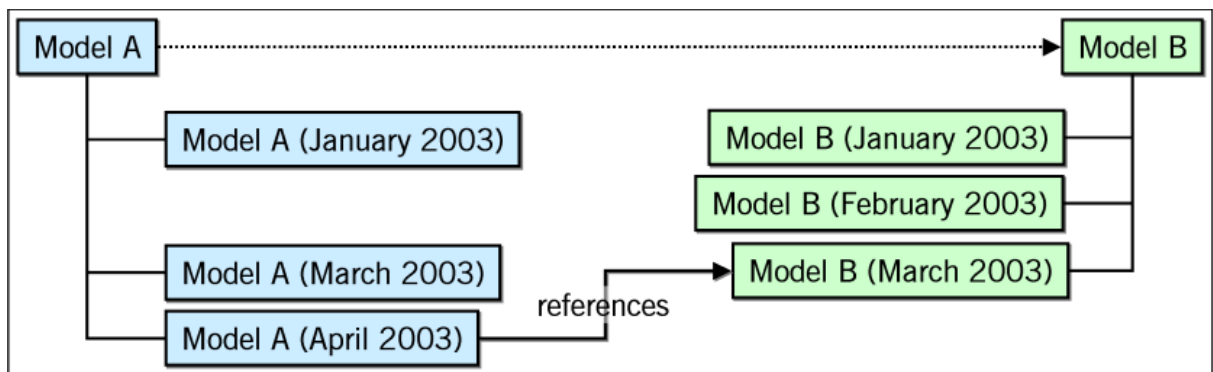 Model A
Model B
Model A (January 2003)
Model B (January 2003)
Model B (February 2003)
Model A (March 2003)
Model B (March 2003)
references
Model A (April 2003)